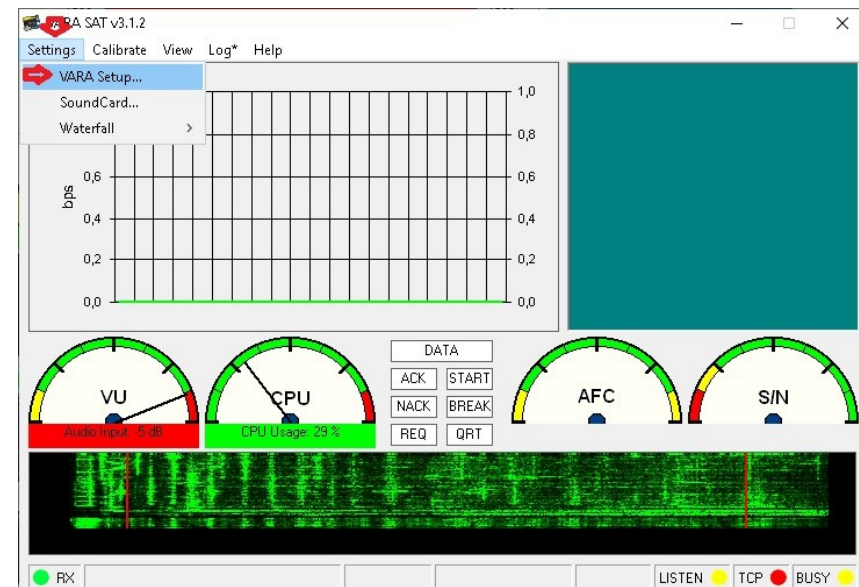 VARA SAT v3.1.2
Settings Calibrate View Log* Help
VARA Setup...
SoundCard...
Waterfall >
1,0
0,8
0,6 0,6
bps
0,4 0,4
0,2 0,2
0,0 0,0
DATA
ACK START
NACK BREAK
REQ QRT
VU
Audio Input: -5 dB
CPU
CPU Usage: 29 %
AFC
S/N
RX LISTEN TCP BUSY